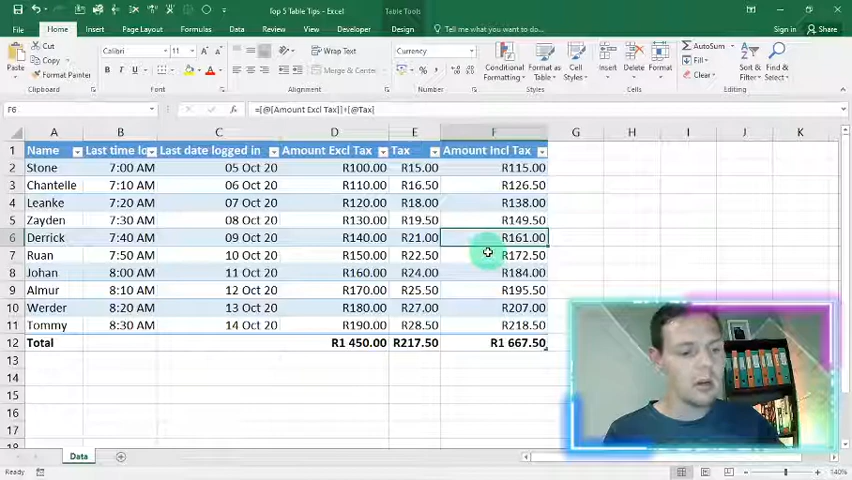 Top 5 Table Tips - Excel
Table Tools
Sign in
Share
File
Home
Insert
Page Layout
Formulas
Data
Review
View
Developer
Help
Design
Tell me what you want to do...
Cut
Copy
Format Painter
Paste
Clipboard
Calibri
11
Font
Wrap Text
Merge & Center
Alignment
Currency
Number
Conditional Formatting
Format as Table
Cell Styles
Styles
Insert
Delete
Format
Cells
AutoSum
Fill
Clear
Sort & Filter
Find & Select
Editing
F6
=[@[Amount Excl Tax]]+[@Tax]
A B C D E F G H I J K
1 Name Last time lo Last date logged in Amount Excl Tax Tax Amount Incl Tax
2 Stone 7:00 AM 05 Oct 20 R100.00 R15.00 R115.00
3 Chantelle 7:10 AM 06 Oct 20 R110.00 R16.50 R126.50
4 Leanke 7:20 AM 07 Oct 20 R120.00 R18.00 R138.00
5 Zayden 7:30 AM 08 Oct 20 R130.00 R19.50 R149.50
6 Derrick 7:40 AM 09 Oct 20 R140.00 R21.00 R161.00
7 Ruan 7:50 AM 10 Oct 20 R150.00 R22.50 R172.50
8 Johan 8:00 AM 11 Oct 20 R160.00 R24.00 R184.00
9 Almur 8:10 AM 12 Oct 20 R170.00 R25.50 R195.50
10 Werder 8:20 AM 13 Oct 20 R180.00 R27.00 R207.00
11 Tommy 8:30 AM 14 Oct 20 R190.00 R28.50 R218.50
12 Total R1 450.00 R217.50 R1 667.50
13
14
15
16
17
18
Data
Ready
140%